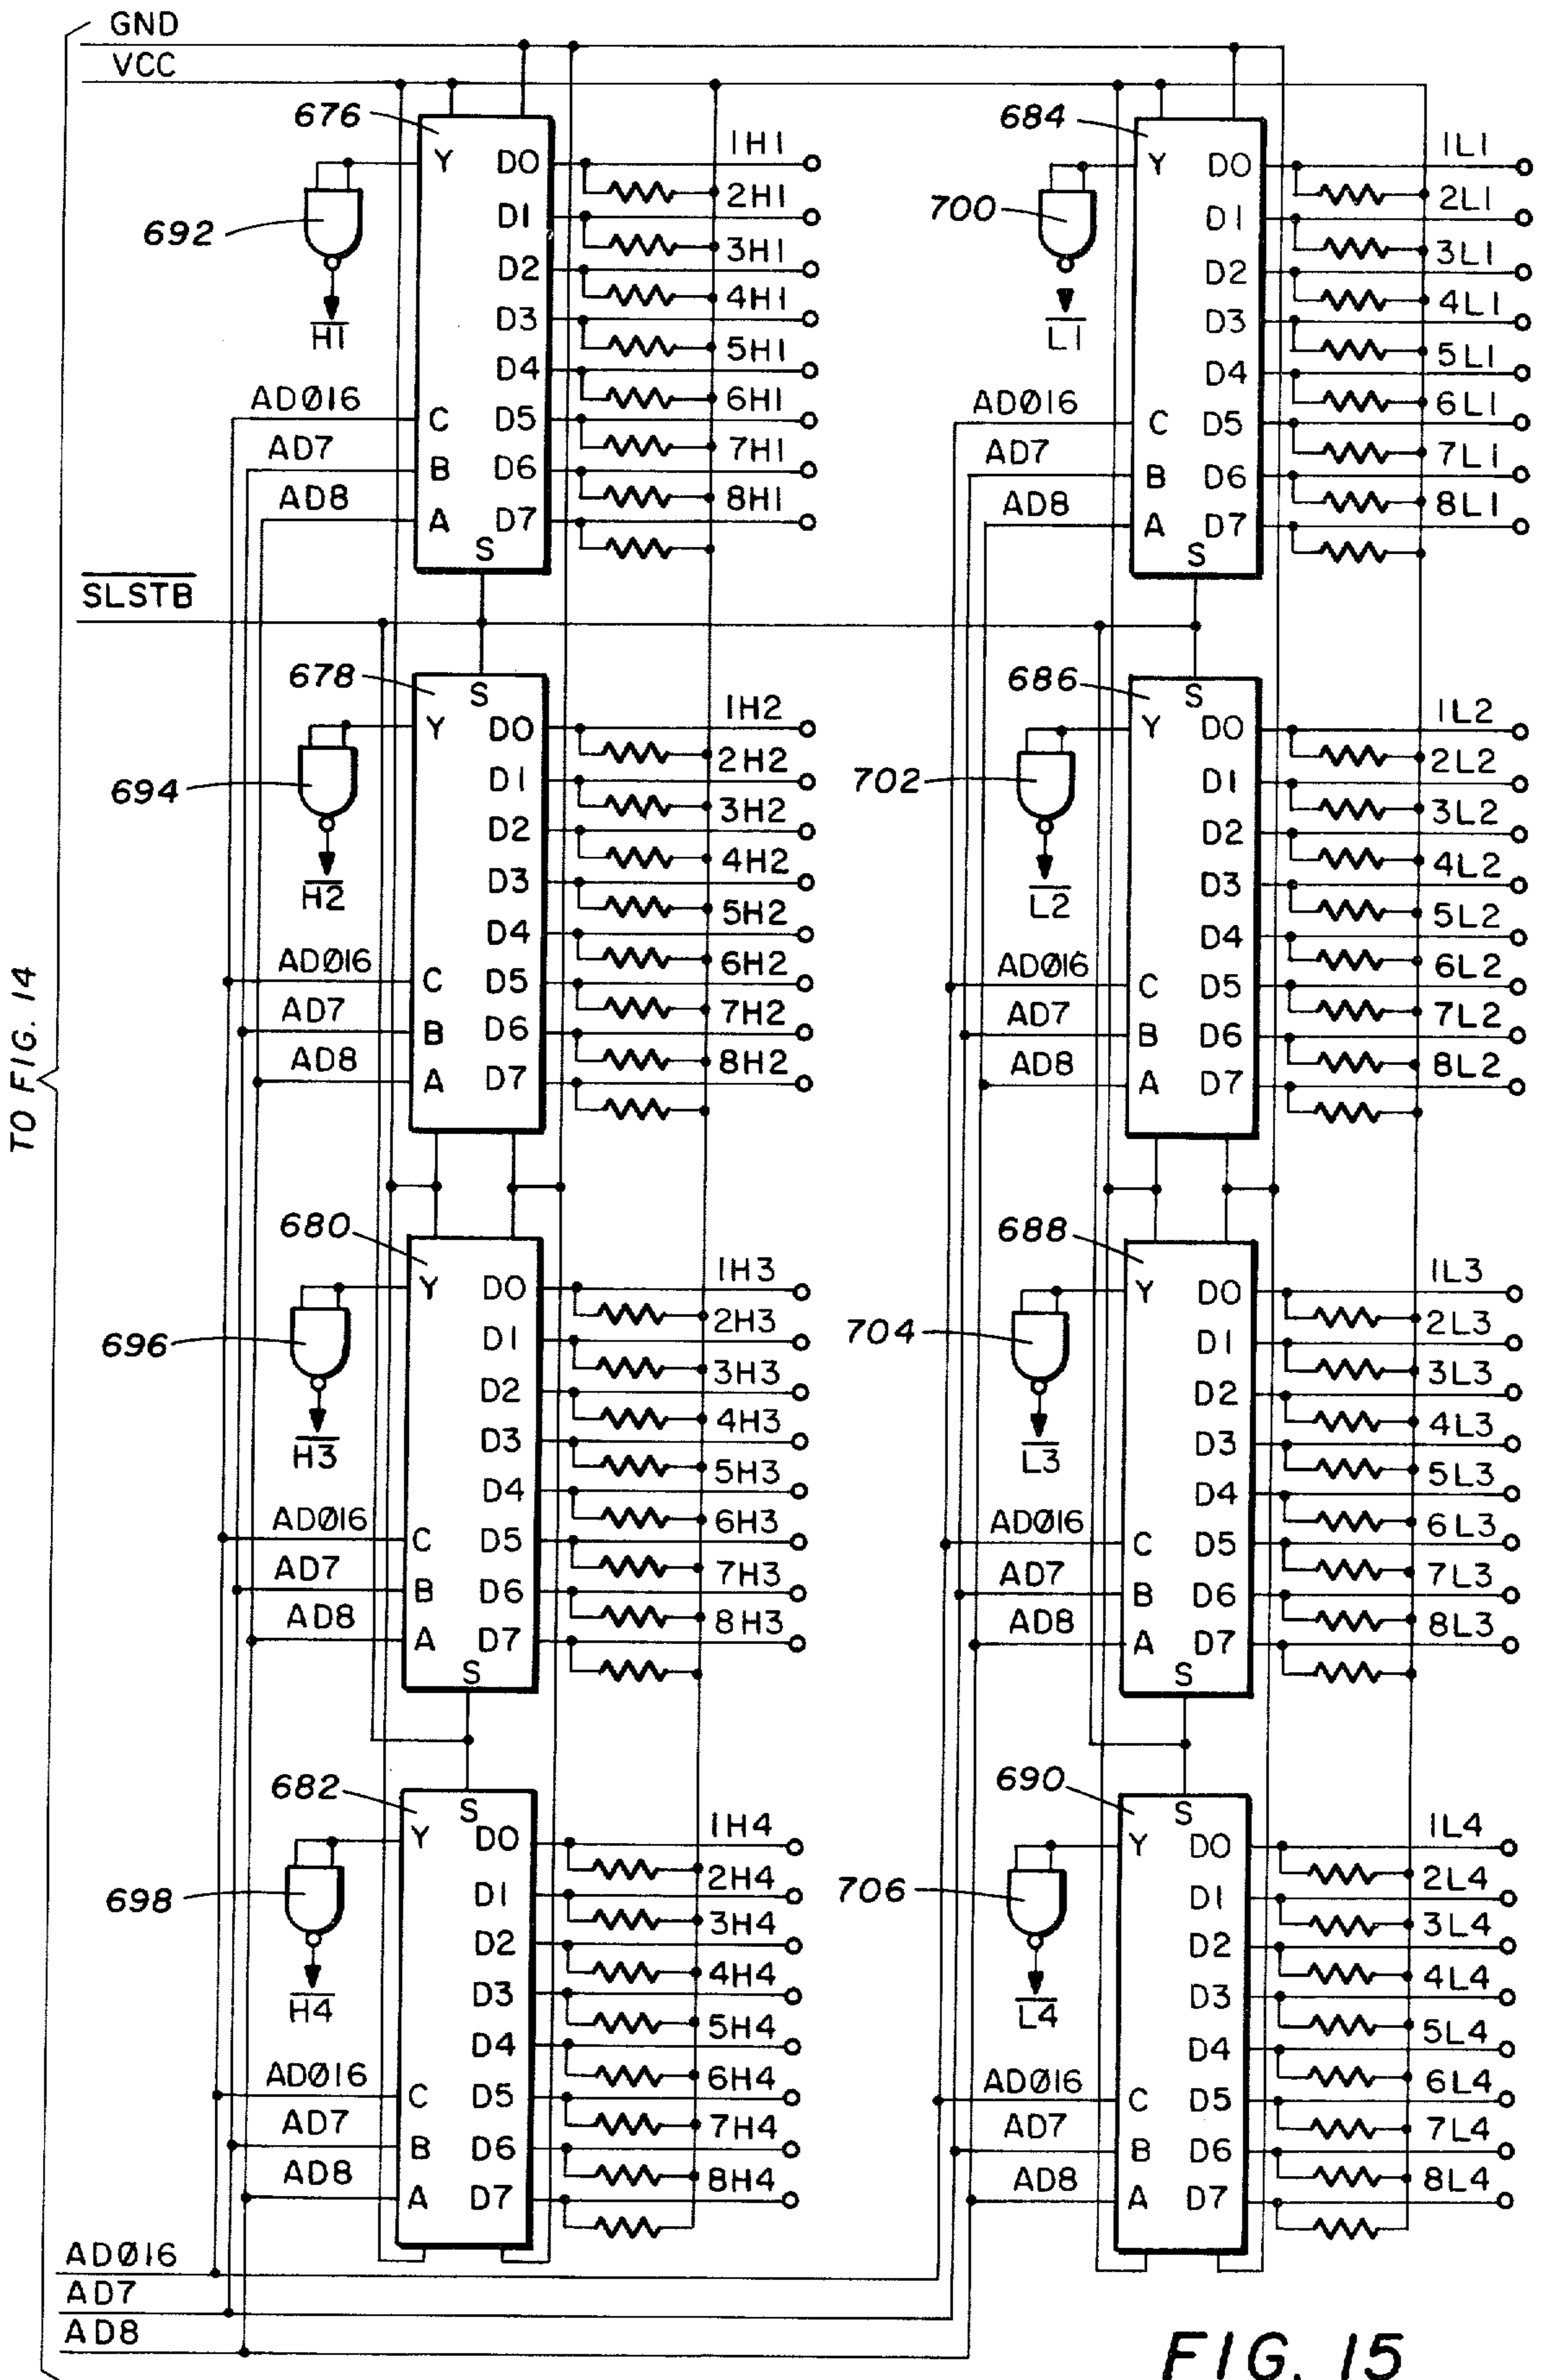 GND
VCC
676
Y D0 1H1
2H1
692
D1
3H1
D2
4H1
D3
H1
5H1
D4
AD016 6H1
C D5
AD7 7H1
B D6
AD8 8H1
A D7
S
684
Y D0 1L1
2L1
700
D1
3L1
D2
4L1
D3
L1
5L1
D4
AD016 6L1
C D5
AD7 7L1
B D6
AD8 8L1
A D7
S
SLSTB
678
S
Y D0 1H2
2H2
694
D1
3H2
D2
4H2
D3
H2
5H2
D4
AD016 6H2
C D5
AD7 7H2
B D6
AD8 8H2
A D7
686
S
Y D0 1L2
2L2
702
D1
3L2
D2
4L2
D3
L2
5L2
D4
AD016 6L2
C D5
AD7 7L2
B D6
AD8 8L2
A D7
TO FIG. 14
680
Y D0 1H3
2H3
696
D1
3H3
D2
4H3
D3
H3
5H3
D4
AD016 6H3
C D5
AD7 7H3
B D6
AD8 8H3
A D7
S
688
Y D0 1L3
2L3
704
D1
3L3
D2
4L3
D3
L3
5L3
D4
AD016 6L3
C D5
AD7 7L3
B D6
AD8 8L3
A D7
S
682
S
Y D0 1H4
2H4
698
D1
3H4
D2
4H4
D3
H4
5H4
D4
AD016 6H4
C D5
AD7 7H4
B D6
AD8 8H4
A D7
690
S
Y D0 1L4
2L4
706
D1
3L4
D2
4L4
D3
L4
5L4
D4
AD016 6L4
C D5
AD7 7L4
B D6
AD8 8L4
A D7
AD016
AD7
AD8
FIG. 15